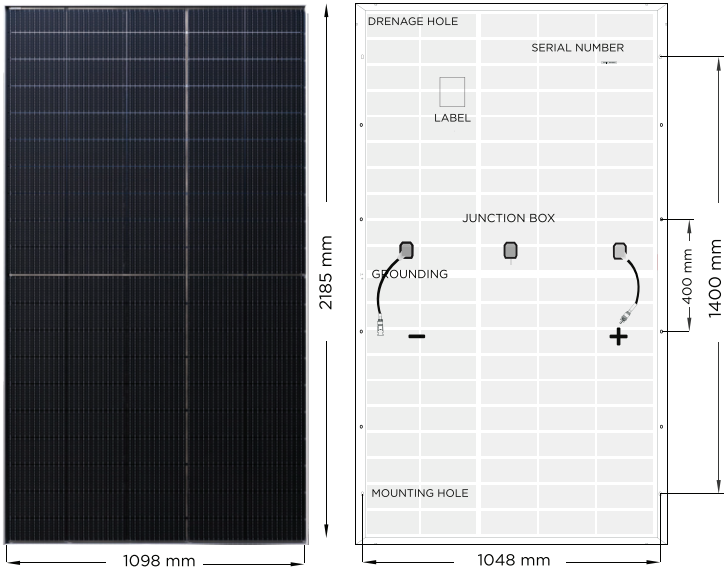 DRENAGE HOLE
SERIAL NUMBER
LABEL
JUNCTION BOX
GROUNDING
2185 mm
400 mm
1400 mm
MOUNTING HOLE
1098 mm
1048 mm